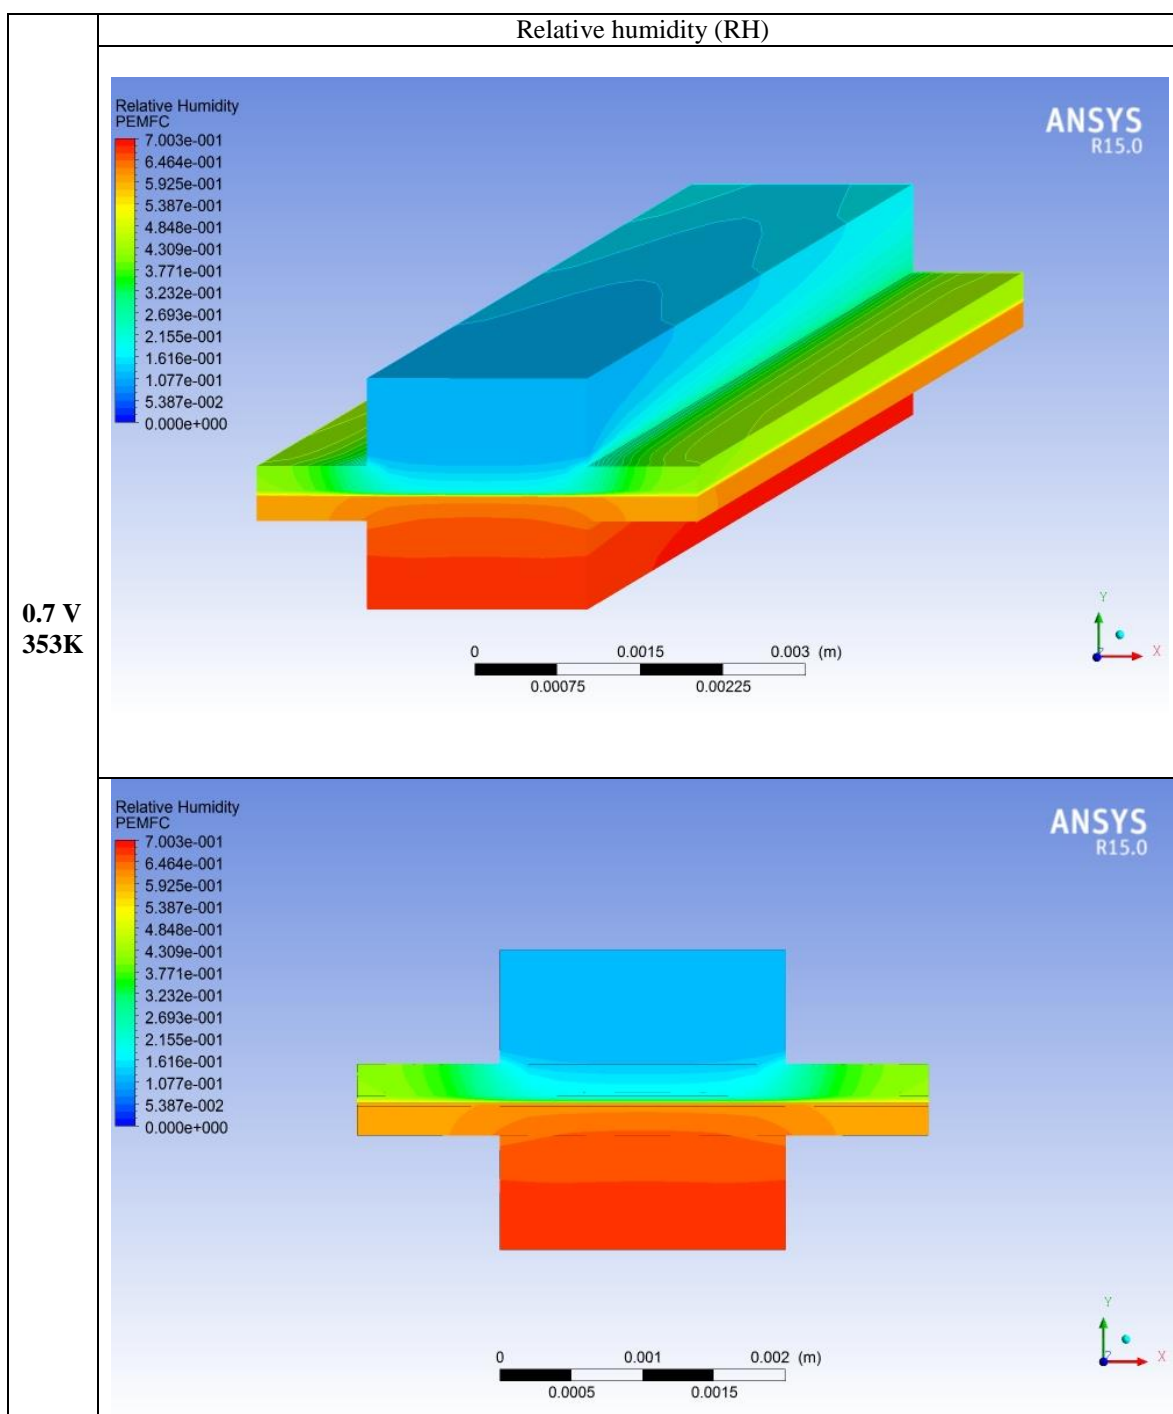 Relative humidity (RH)
0.7 V
353K
Relative Humidity
PEMFC
7.003e-001
6.464e-001
5.925e-001
5.387e-001
4.848e-001
4.309e-001
3.771e-001
3.232e-001
2.693e-001
2.155e-001
1.616e-001
1.077e-001
5.387e-002
0.000e+000
ANSYS
R15.0
0 0.0015 0.003 (m)
0.00075 0.00225
Y
X
Z
Relative Humidity
PEMFC
7.003e-001
6.464e-001
5.925e-001
5.387e-001
4.848e-001
4.309e-001
3.771e-001
3.232e-001
2.693e-001
2.155e-001
1.616e-001
1.077e-001
5.387e-002
0.000e+000
ANSYS
R15.0
0 0.001 0.002 (m)
0.0005 0.0015
Y
X
Z